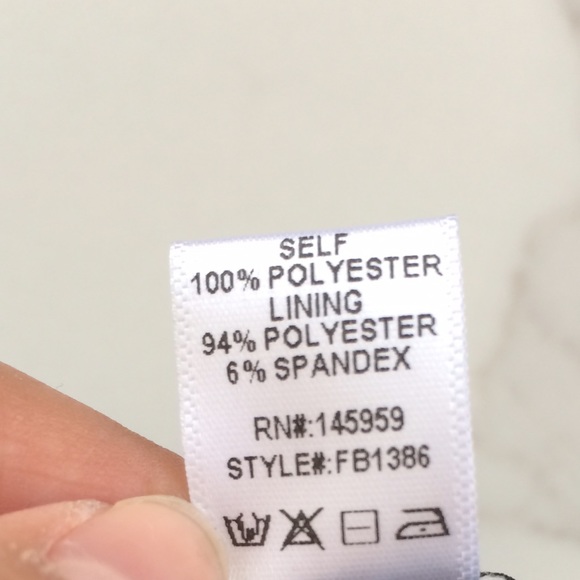 SELF
100% POLYESTER
LINING
94% POLYESTER
6% SPANDEX
RN#:145959
STYLE#:FB1386